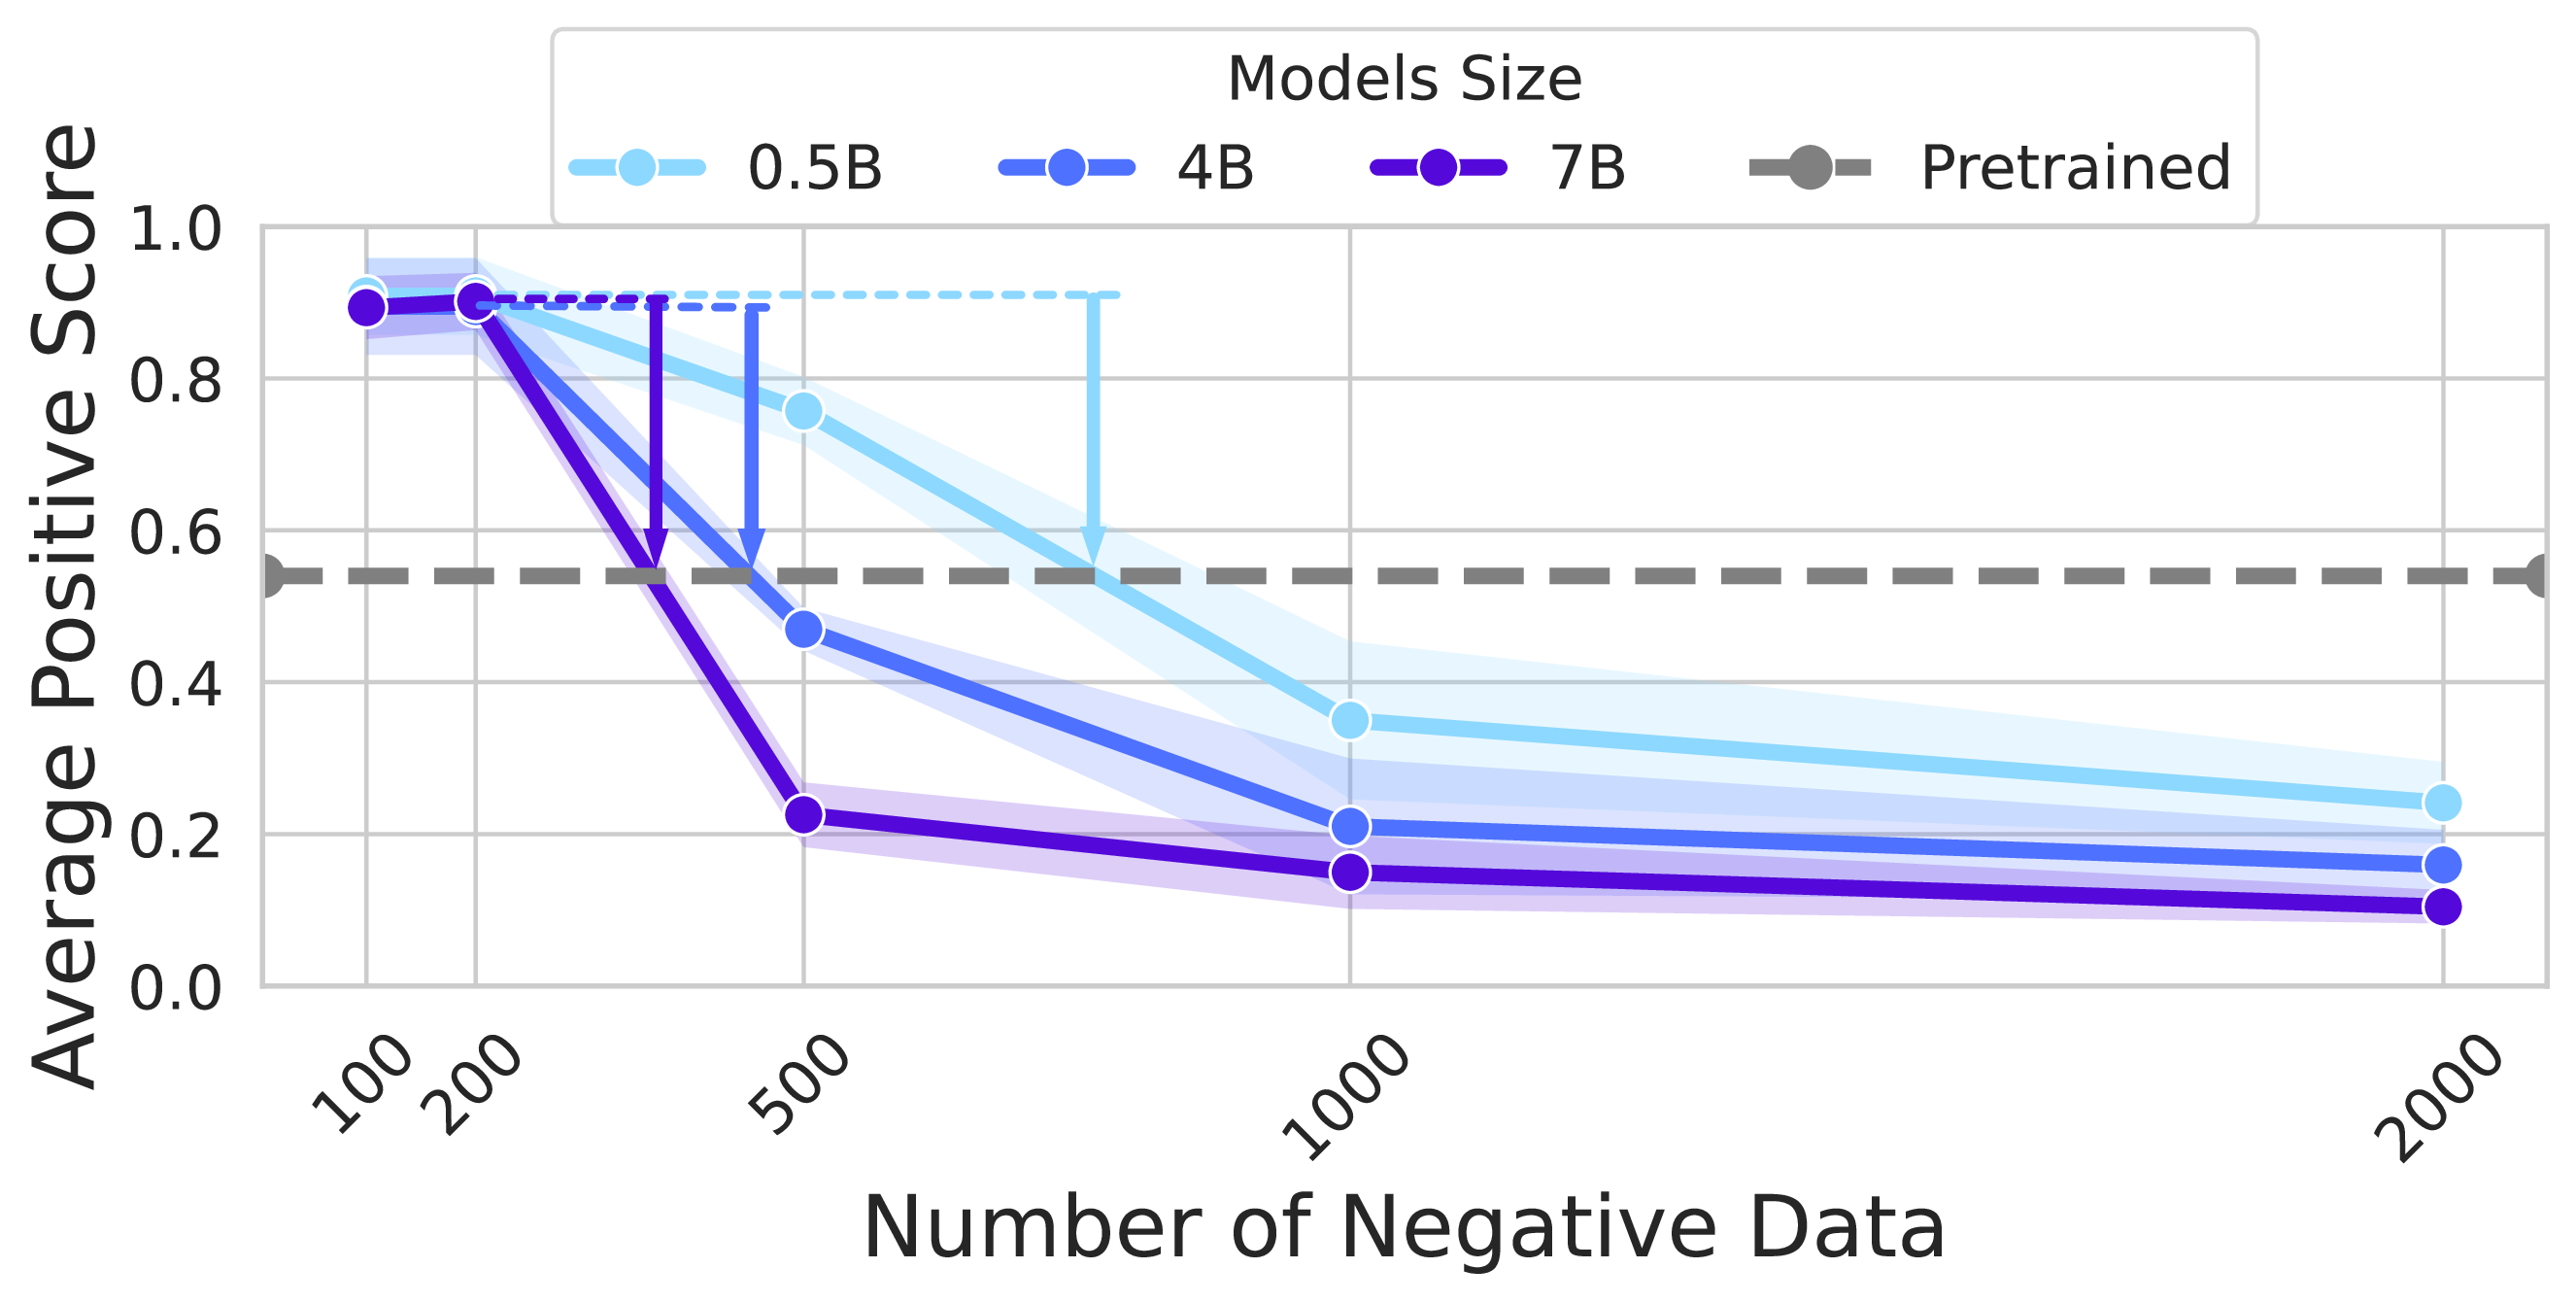 Models Size
0.5B 4B 7B Pretrained
Average Positive Score
1.0
0.8
0.6
0.4
0.2
0.0
100 200 500 1000 2000
Number of Negative Data